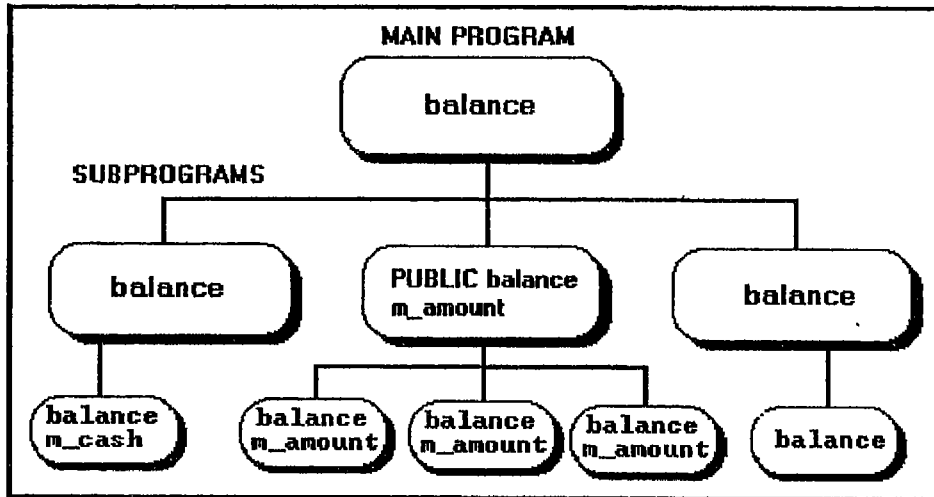 MAIN PROGRAM
balance
SUBPROGRAMS
balance
PUBLIC balance
m_amount
balance
balance
m_cash
balance
m_amount
balance
m_amount
balance
m_amount
balance